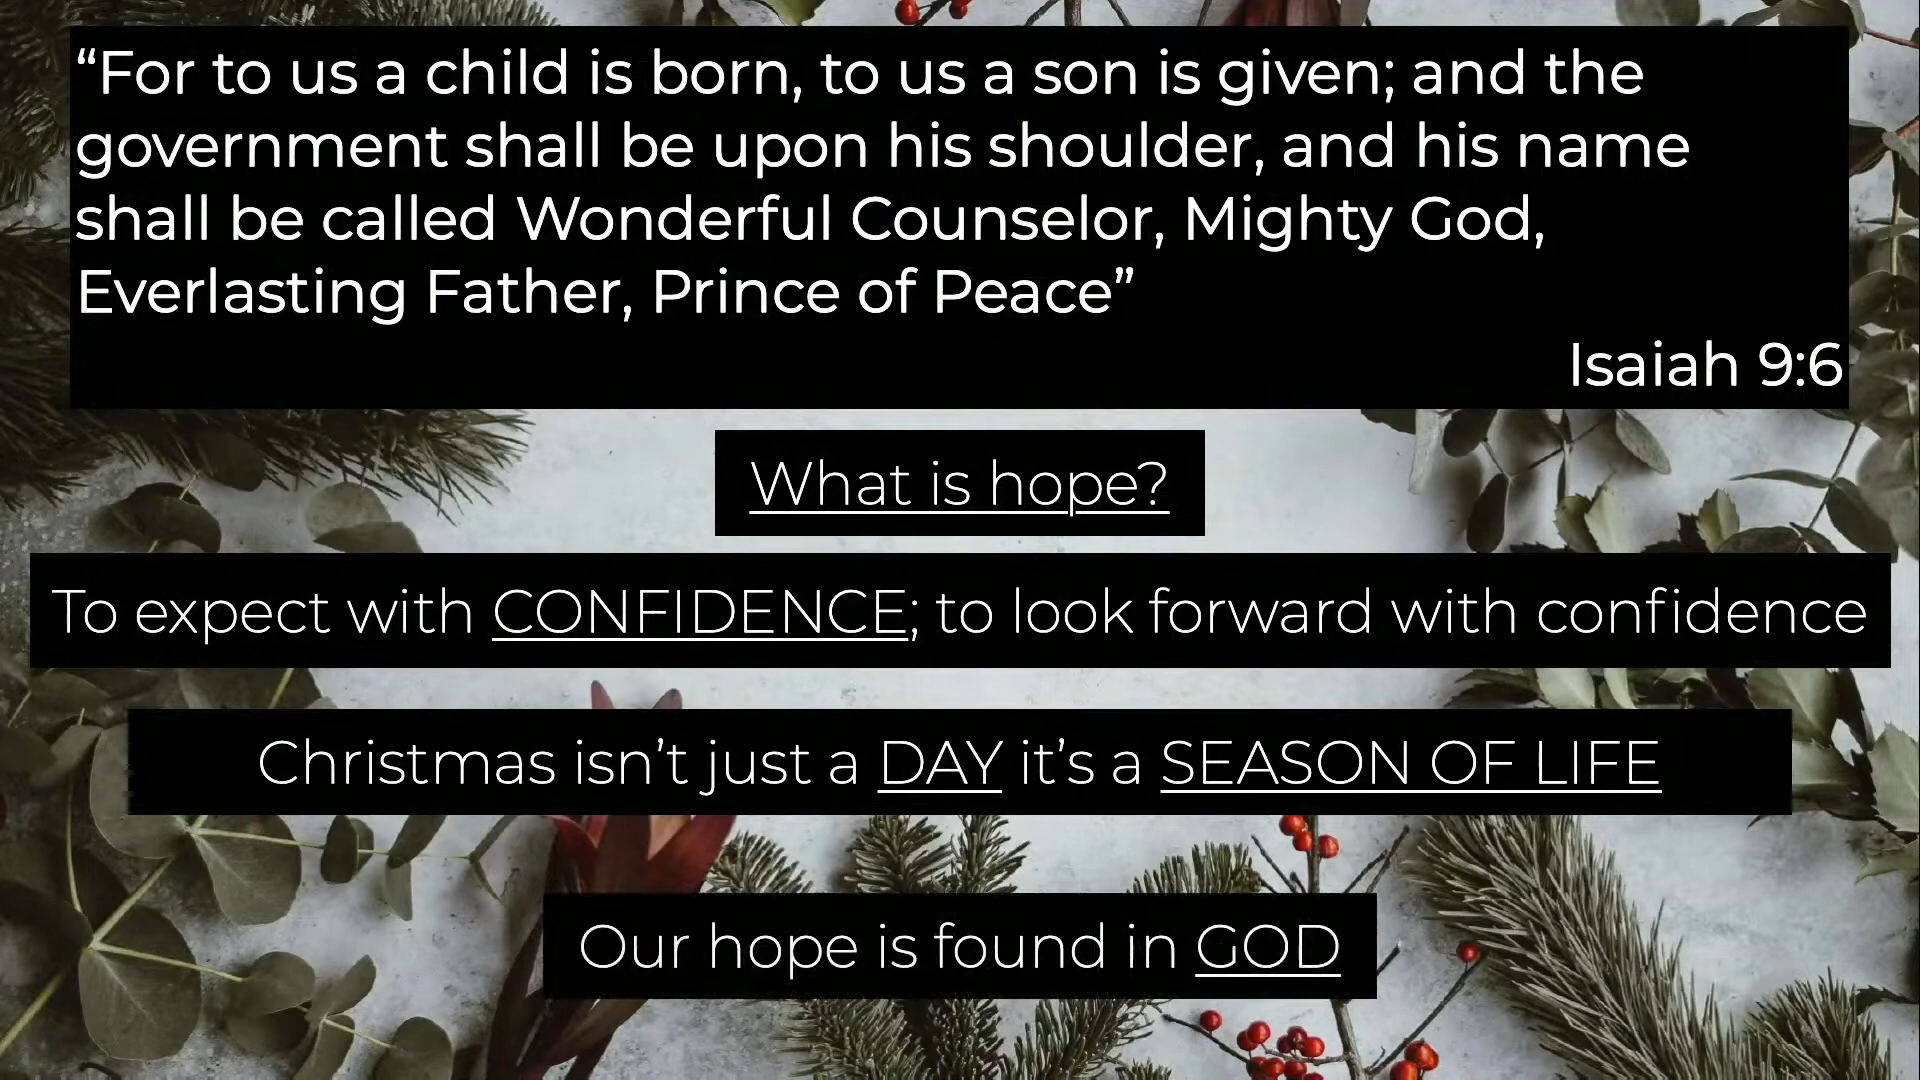 “For to us a child is born, to us a son is given; and the
government shall be upon his shoulder, and his name
shall be called Wonderful Counselor, Mighty God,
Everlasting Father, Prince of Peace”
Isaiah 9:6
What is hope?
To expect with CONFIDENCE; to look forward with confidence
Christmas isn’t just a DAY it’s a SEASON OF LIFE
Our hope is found in GOD